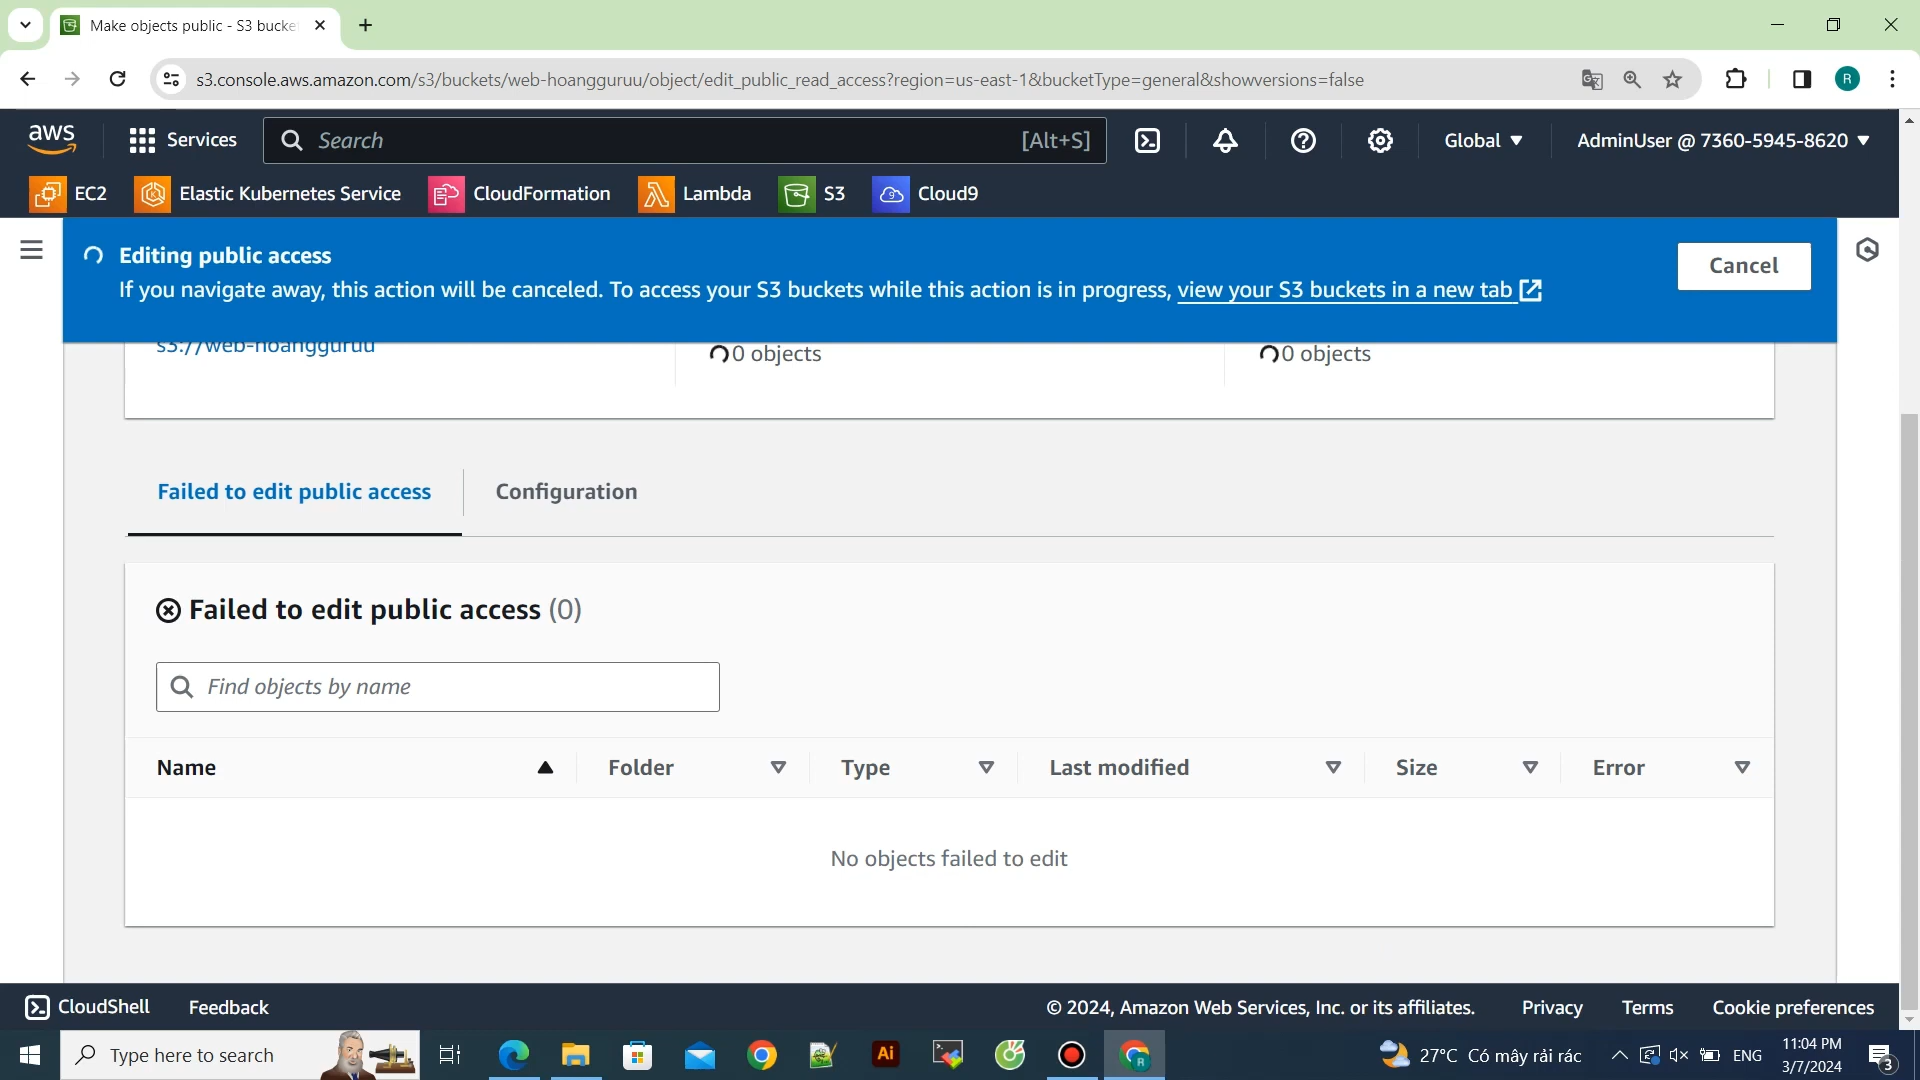 Make objects public - S3 bucke
s3.console.aws.amazon.com/s3/buckets/web-hoangguruu/object/edit_public_read_access?region=us-east-1&bucketType=general&showversions=false
R
aws
Services
Search
[Alt+S]
Global
AdminUser @ 7360-5945-8620
EC2
Elastic Kubernetes Service
CloudFormation
Lambda
S3
Cloud9
Editing public access
If you navigate away, this action will be canceled. To access your S3 buckets while this action is in progress, view your S3 buckets in a new tab
Cancel
s3://web-hoangguruu
0 objects
0 objects
Failed to edit public access
Configuration
Failed to edit public access (0)
Find objects by name
Name
Folder
Type
Last modified
Size
Error
No objects failed to edit
CloudShell
Feedback
© 2024, Amazon Web Services, Inc. or its affiliates.
Privacy
Terms
Cookie preferences
Type here to search
Ai
R
27°C Có mây rải rác
ENG
11:04 PM
3/7/2024
3